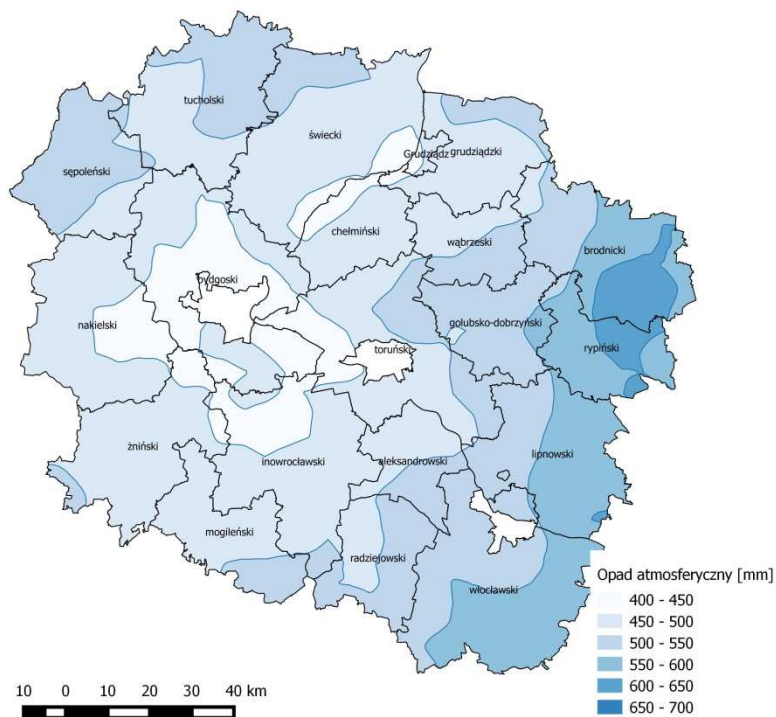 tucholski
świecki
sępoleński
Grudziądz grudziądzki
chełmiński
wąbrzeski
brodnicki
bydgoski
nakielski
golubsko-dobrzyński
toruński
rypiński
żniński
inowrocławski
aleksandrowski
lipnowski
mogileński
radziejowski
włocławski
Opad atmosferyczny [mm]
400 - 450
450 - 500
500 - 550
550 - 600
600 - 650
650 - 700
10 0 10 20 30 40 km